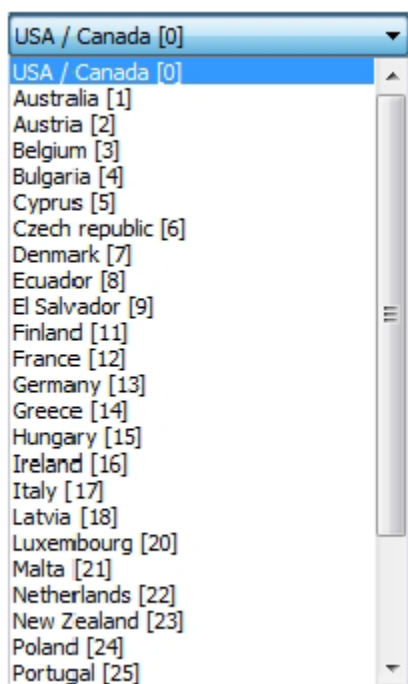 USA / Canada [0]
USA / Canada [0]
Australia [1]
Austria [2]
Belgium [3]
Bulgaria [4]
Cyprus [5]
Czech republic [6]
Denmark [7]
Ecuador [8]
El Salvador [9]
Finland [11]
France [12]
Germany [13]
Greece [14]
Hungary [15]
Ireland [16]
Italy [17]
Latvia [18]
Luxembourg [20]
Malta [21]
Netherlands [22]
New Zealand [23]
Poland [24]
Portugal [25]